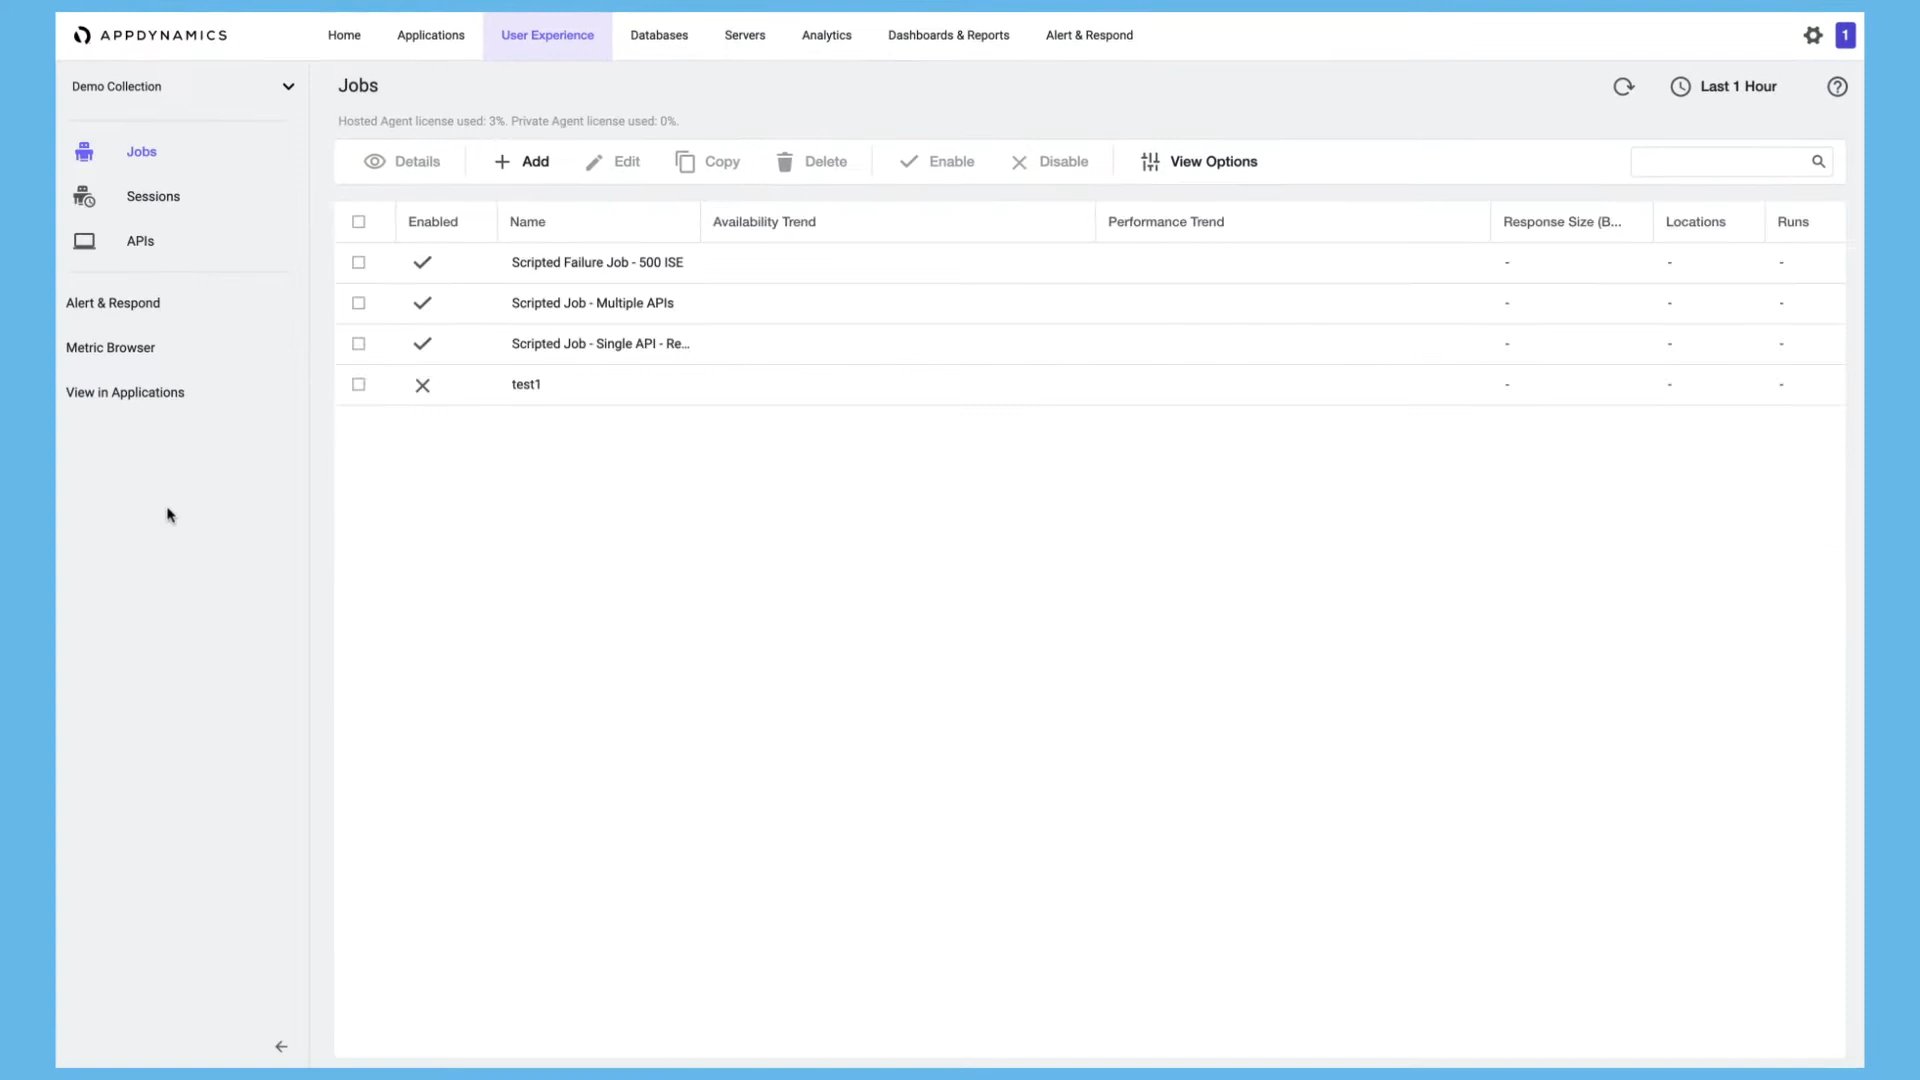 APPDYNAMICS Home Applications User Experience Databases Servers Analytics Dashboards & Reports Alert & Respond 1
Demo Collection
Jobs
Sessions
APIs
Alert & Respond
Metric Browser
View in Applications
Jobs
Last 1 Hour
Hosted Agent license used: 3%. Private Agent license used: 0%.
Details Add Edit Copy Delete Enable Disable View Options
Enabled Name Availability Trend Performance Trend Response Size (B... Locations Runs
Scripted Failure Job - 500 ISE - - -
Scripted Job - Multiple APIs - - -
Scripted Job - Single API - Re... - - -
test1 - - -